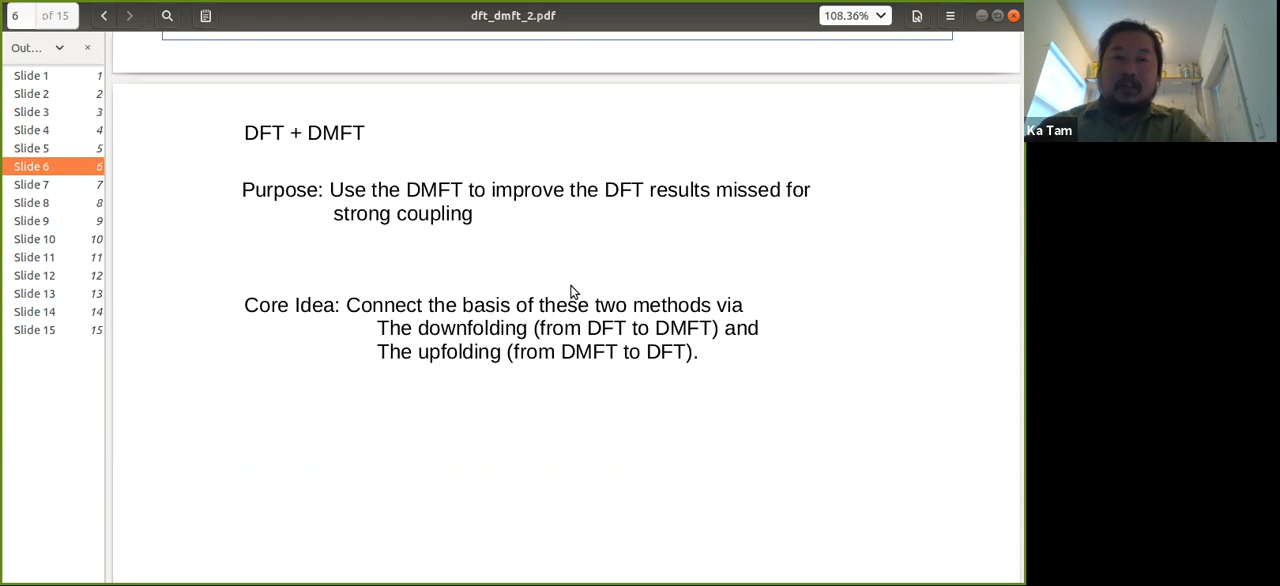 6 of 15
dft_dmft_2.pdf
108.36%
Out...
Slide 1 1
Slide 2 2
Slide 3 3
Slide 4 4
Slide 5 5
Slide 6 6
Slide 7 7
Slide 8 8
Slide 9 9
Slide 10 10
Slide 11 11
Slide 12 12
Slide 13 13
Slide 14 14
Slide 15 15
DFT + DMFT
Purpose: Use the DMFT to improve the DFT results missed for
strong coupling
Core Idea: Connect the basis of these two methods via
The downfolding (from DFT to DMFT) and
The upfolding (from DMFT to DFT).
Ka Tam